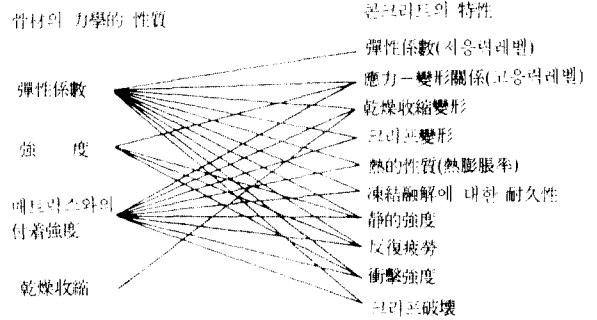 骨材의 力學的 性質
콘크리트의 特性
彈性係數
強 度
매트릭스와의
付着強度
乾燥收縮
彈性係數(저응력레벨)
應力-變形關係(고응력레벨)
乾燥收縮變形
크리프變形
熱的性質(熱膨脹率)
凍結融解에 대한 耐久性
静的強度
反復疲勞
衝擊強度
크리프破壞